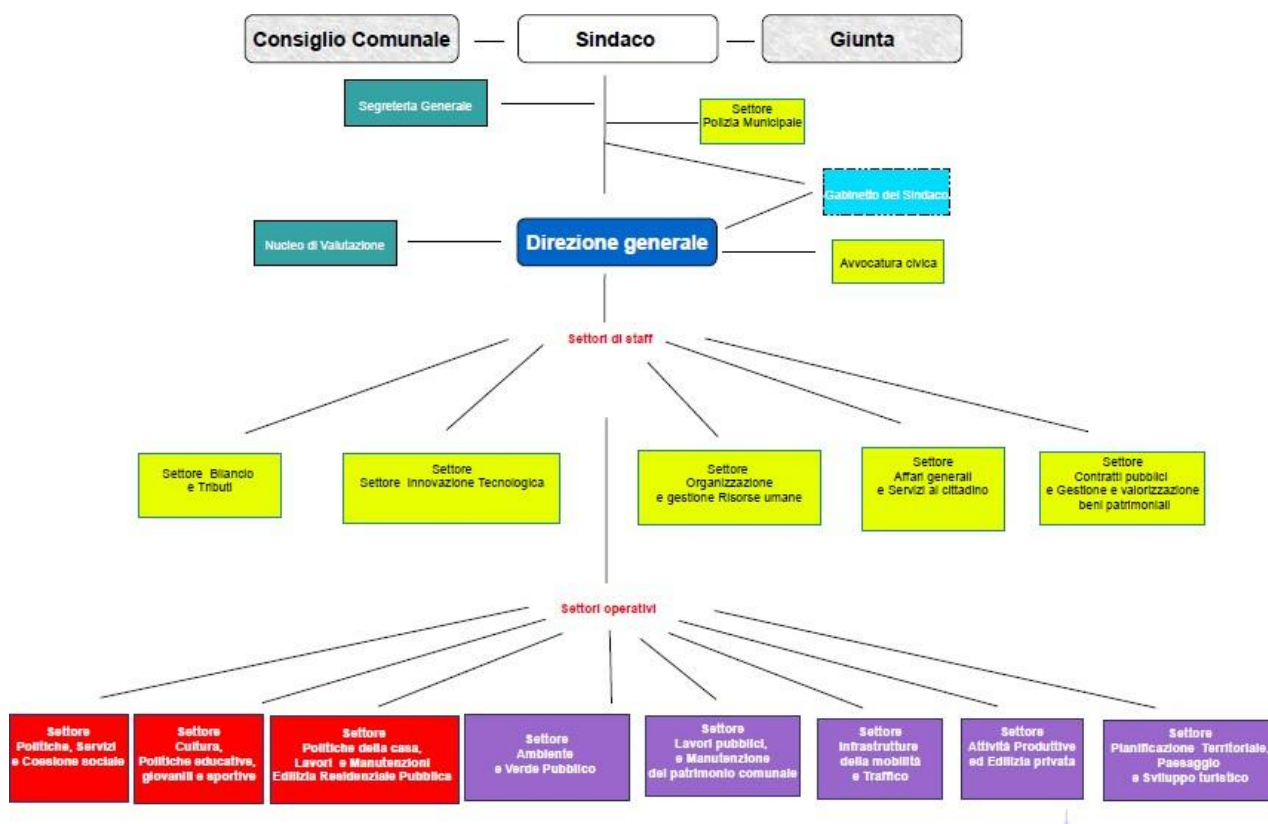 Consiglio Comunale
Sindaco
Giunta
Segreteria Generale
Settore
Polizia Municipale
Gabinetto del Sindaco
Nucleo di Valutazione
Direzione generale
Avvocatura civica
Settori di staff
Settore Bilancio
e Tributi
Settore
Settore Innovazione Tecnologica
Settore
Organizzazione
e gestione Risorse umane
Settore
Affari generali
e Servizi al cittadino
Settore
Contratti pubblici
e Gestione e valorizzazione
beni patrimoniali
Settori operativi
Settore
Politiche, Servizi
e Coesione sociale
Settore
Cultura,
Politiche educative,
giovanili e sportive
Settore
Politiche della casa,
Lavori e Manutenzioni
Edilizia Residenziale Pubblica
Settore
Ambiente
e Verde Pubblico
Settore
Lavori pubblici,
e Manutenzione
del patrimonio comunale
Settore
Infrastrutture
della mobilità
e Traffico
Settore
Attività Produttive
ed Edilizia privata
Settore
Planificazione Territoriale,
Paesaggio
e Sviluppo turistico